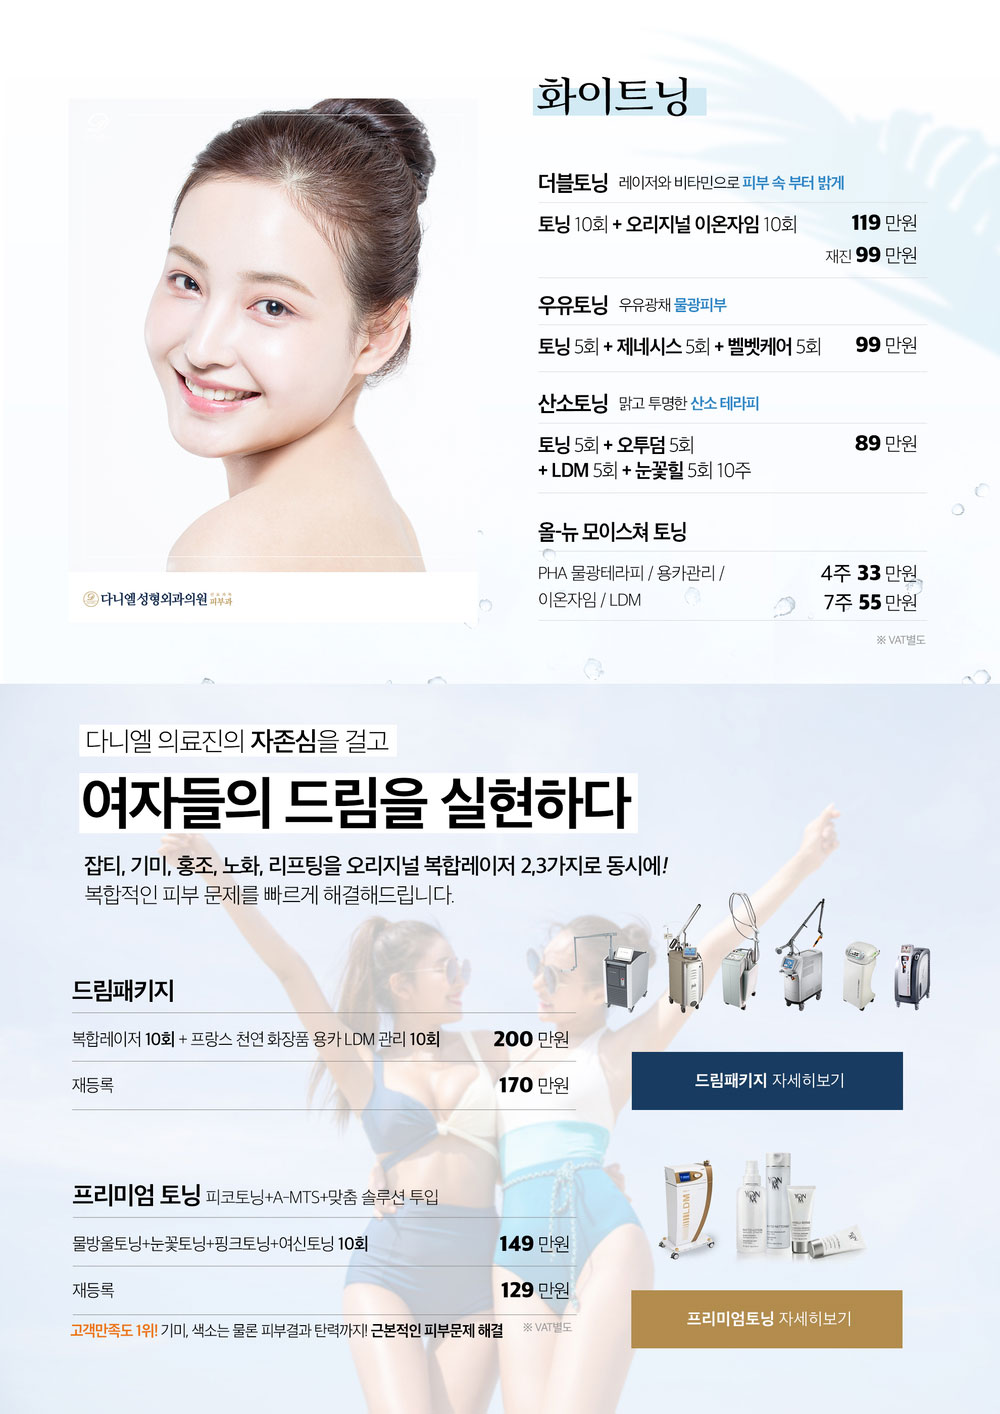 화이트닝
더블토닝 레이저와 비타민으로 피부 속 부터 밝게
토닝 10회 + 오리지널 이온자임 10회 119 만원
재진 99 만원
우유토닝 우유광채 물광피부
토닝 5회 + 제네시스 5회 + 벨벳케어 5회 99 만원
산소토닝 맑고 투명한 산소 테라피
토닝 5회 + 오투덤 5회 89 만원
+ LDM 5회 + 눈꽃힐 5회 10주
올-뉴 모이스쳐 토닝
PHA 물광테라피 / 용카관리 / 4주 33 만원
이온자임 / LDM 7주 55 만원
※ VAT별도
다니엘성형외과의원 피부과
다니엘 의료진의 자존심을 걸고
여자들의 드림을 실현하다
잡티, 기미, 홍조, 노화, 리프팅을 오리지널 복합레이저 2,3가지로 동시에!
복합적인 피부 문제를 빠르게 해결해드립니다.
드림패키지
복합레이저 10회 + 프랑스 천연 화장품 용카 LDM 관리 10회 200 만원
재등록 170 만원
드림패키지 자세히보기
프리미엄 토닝 피코토닝+A-MTS+맞춤 솔루션 투입
물방울토닝+눈꽃토닝+핑크토닝+여신토닝 10회 149 만원
재등록 129 만원
고객만족도 1위! 기미, 색소는 물론 피부결과 탄력까지! 근본적인 피부문제 해결 ※ VAT별도
LDM
YON KA
YON KA
YON KA
프리미엄토닝 자세히보기